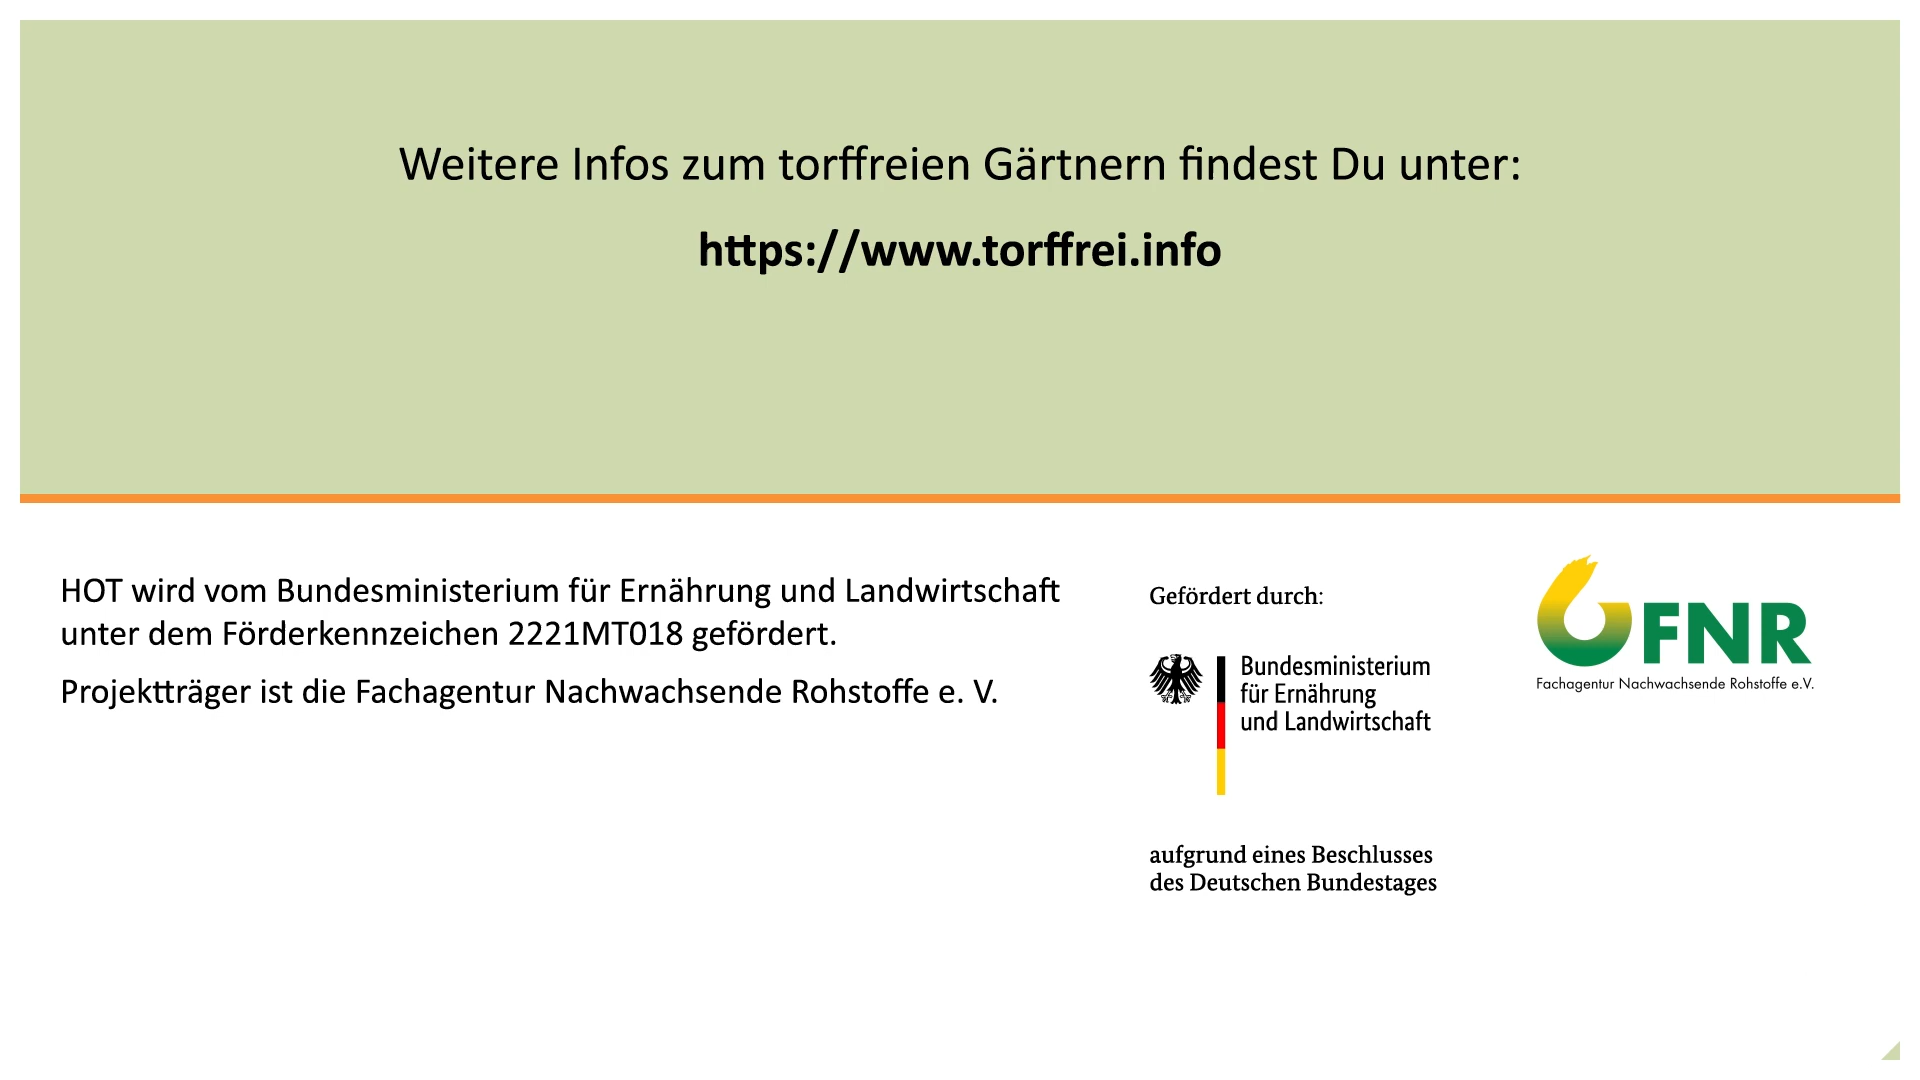 Weitere Infos zum torffreien Gärtnern findest Du unter:
https://www.torffrei.info
HOT wird vom Bundesministerium für Ernährung und Landwirtschaft
unter dem Förderkennzeichen 2221MT018 gefördert.
Projektträger ist die Fachagentur Nachwachsende Rohstoffe e. V.
Gefördert durch:
Bundesministerium
für Ernährung
und Landwirtschaft
aufgrund eines Beschlusses
des Deutschen Bundestages
FNR
Fachagentur Nachwachsende Rohstoffe e.V.